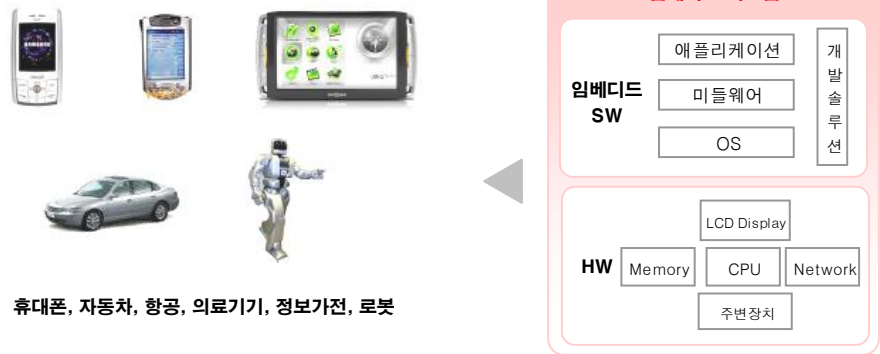 애플리케이션
미들웨어
OS
임베디드
SW
개
발
솔
루
션
LCD Display
HW
Memory
CPU
Network
주변장치
휴대폰, 자동차, 항공, 의료기기, 정보가전, 로봇